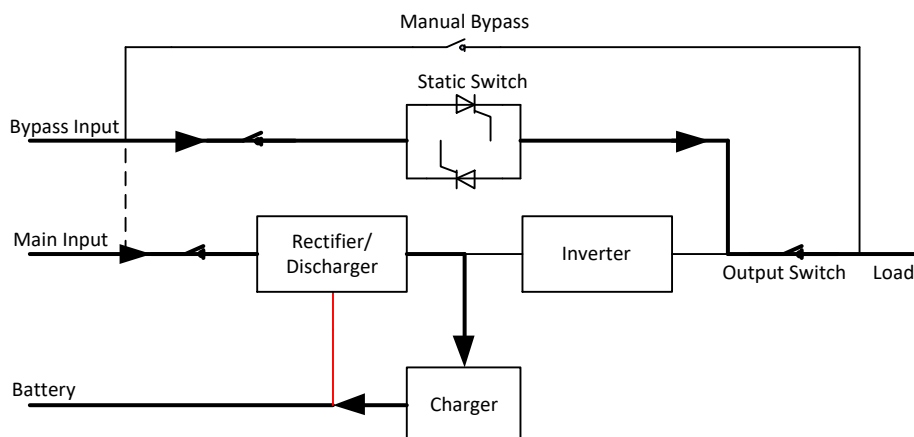 Manual Bypass
Static Switch
Bypass Input
Main Input
Rectifier/
Discharger
Inverter
Output Switch
Load
Battery
Charger